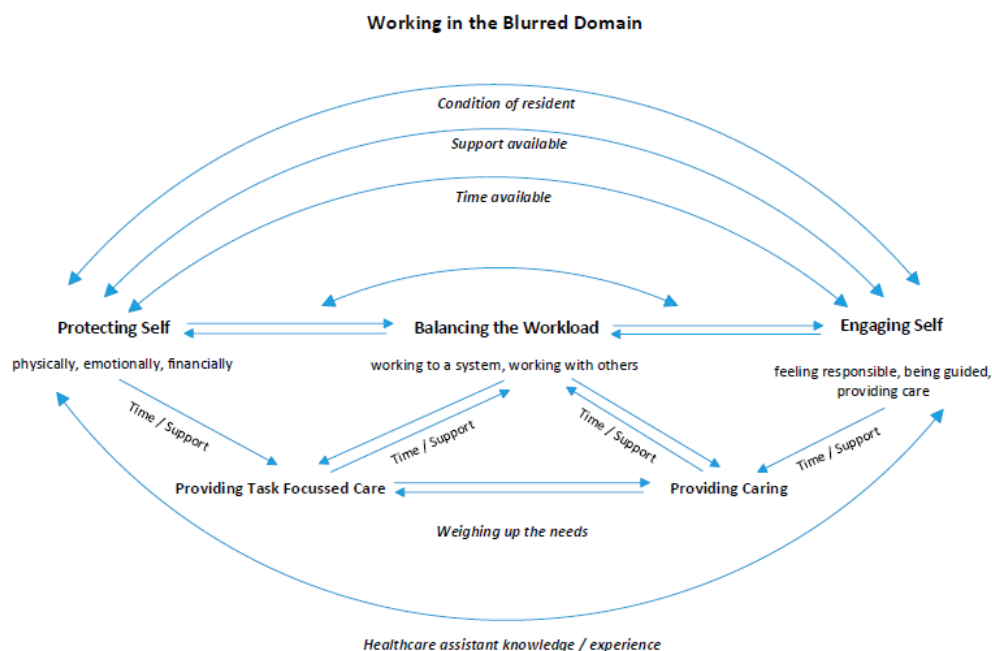 Working in the Blurred Domain
Condition of resident
Support available
Time available
Protecting Self
Balancing the Workload
Engaging Self
physically, emotionally, financially
working to a system, working with others
feeling responsible, being guided,
providing care
Time / Support
Time / Support
Time / Support
Time / Support
Providing Task Focussed Care
Providing Caring
Weighing up the needs
Healthcare assistant knowledge / experience